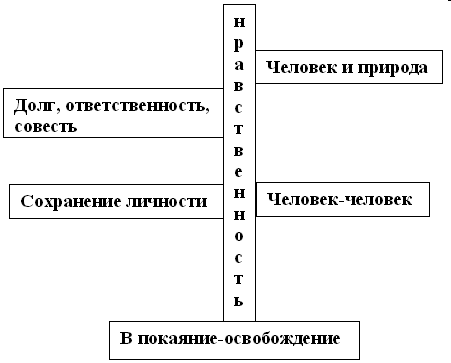 нравственность
Человек и природа
Долг, ответственность,
совесть
Сохранение личности
Человек-человек
В покаяние-освобождение